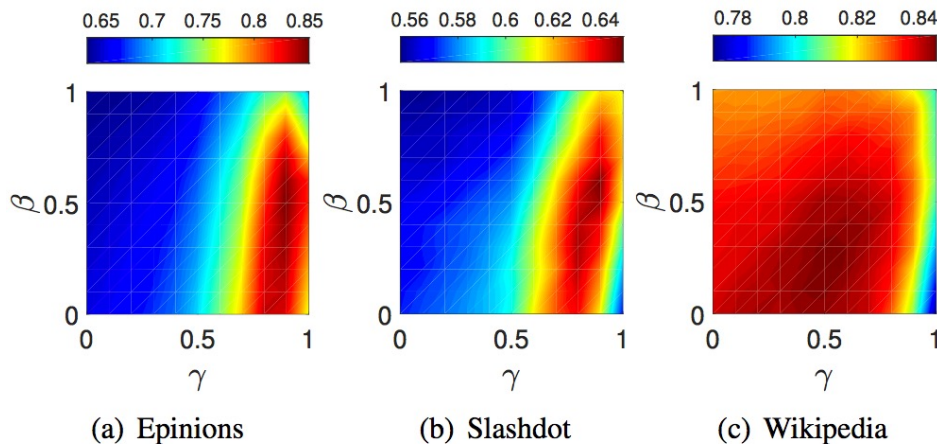 0.65 0.7 0.75 0.8 0.85
0.56 0.58 0.6 0.62 0.64
0.78 0.8 0.82 0.84
1
β
0.5
0
0 0.5 1
γ
1
β
0.5
0
0 0.5 1
γ
1
β
0.5
0
0 0.5 1
γ
(a) Epinions
(b) Slashdot
(c) Wikipedia